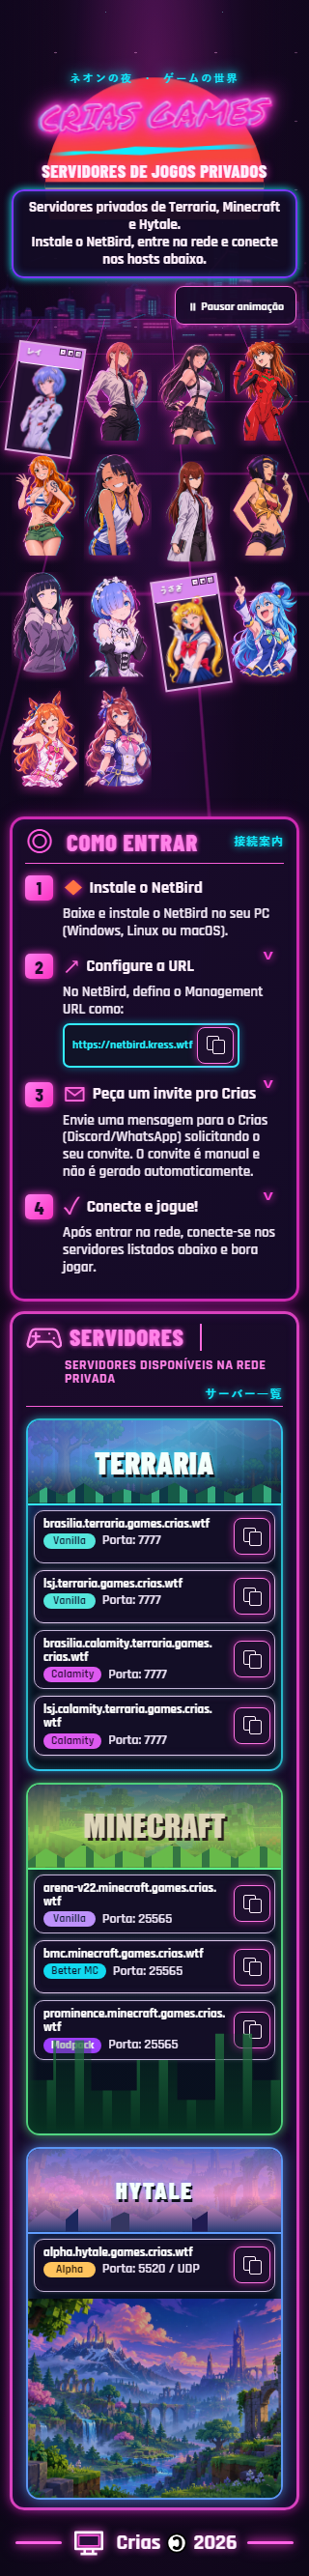 ネオンの夜 ・ ゲームの世界
CRIAS GAMES
SERVIDORES DE JOGOS PRIVADOS
Servidores privados de Terraria, Minecraft
e Hytale.
Instale o NetBird, entre na rede e conecte
nos hosts abaixo.
Pausar animação
レイ
うさぎ
COMO ENTRAR
接続案内
1
Instale o NetBird
Baixe e instale o NetBird no seu PC
(Windows, Linux ou macOS).
2
Configure a URL
No NetBird, defina o Management
URL como:
https://netbird.kress.wtf
3
Peça um invite pro Crias
Envie uma mensagem para o Crias
(Discord/WhatsApp) solicitando o
seu convite. O convite é manual e
não é gerado automaticamente.
4
Conecte e jogue!
Após entrar na rede, conecte-se nos
servidores listados abaixo e bora
jogar.
SERVIDORES
SERVIDORES DISPONÍVEIS NA REDE
PRIVADA
サーバー一覧
TERRARIA
brasilia.terraria.games.crias.wtf
Vanilla Porta: 7777
lsj.terraria.games.crias.wtf
Vanilla Porta: 7777
brasilia.calamity.terraria.games.
crias.wtf
Calamity Porta: 7777
lsj.calamity.terraria.games.crias.
wtf
Calamity Porta: 7777
MINECRAFT
arena-v22.minecraft.games.crias.
wtf
Vanilla Porta: 25565
bmc.minecraft.games.crias.wtf
Better MC Porta: 25565
prominence.minecraft.games.crias.
wtf
Modpack Porta: 25565
HYTALE
alpha.hytale.games.crias.wtf
Alpha Porta: 5520 / UDP
Crias 2026